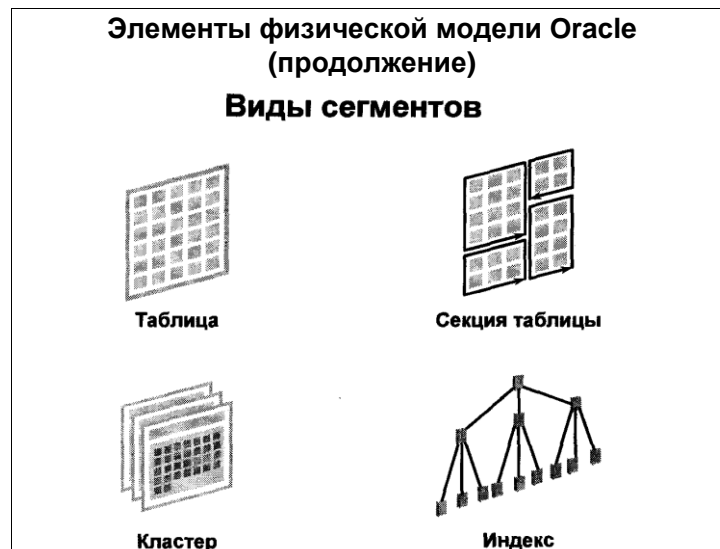 Элементы физической модели Oracle
(продолжение)
Виды сегментов
Таблица
Секция таблицы
Кластер
Индекс